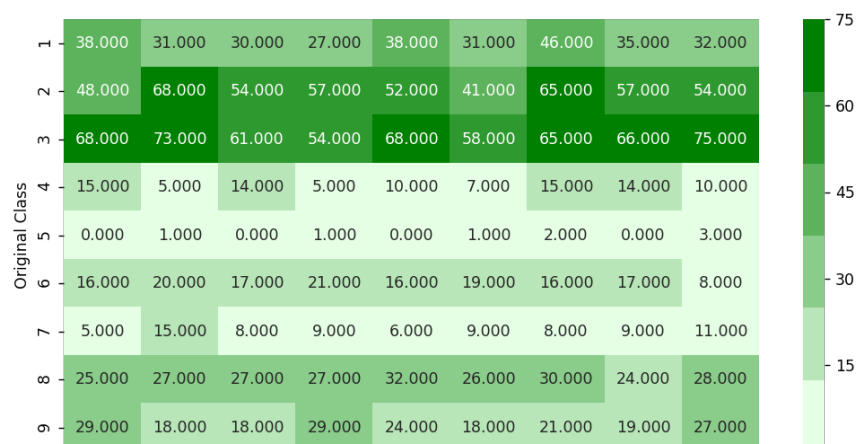 1 38.000 31.000 30.000 27.000 38.000 31.000 46.000 35.000 32.000
2 48.000 68.000 54.000 57.000 52.000 41.000 65.000 57.000 54.000
3 68.000 73.000 61.000 54.000 68.000 58.000 65.000 66.000 75.000
4 15.000 5.000 14.000 5.000 10.000 7.000 15.000 14.000 10.000
5 0.000 1.000 0.000 1.000 0.000 1.000 2.000 0.000 3.000
6 16.000 20.000 17.000 21.000 16.000 19.000 16.000 17.000 8.000
7 5.000 15.000 8.000 9.000 6.000 9.000 8.000 9.000 11.000
8 25.000 27.000 27.000 27.000 32.000 26.000 30.000 24.000 28.000
9 29.000 18.000 18.000 29.000 24.000 18.000 21.000 19.000 27.000
Original Class
75
60
45
30
15